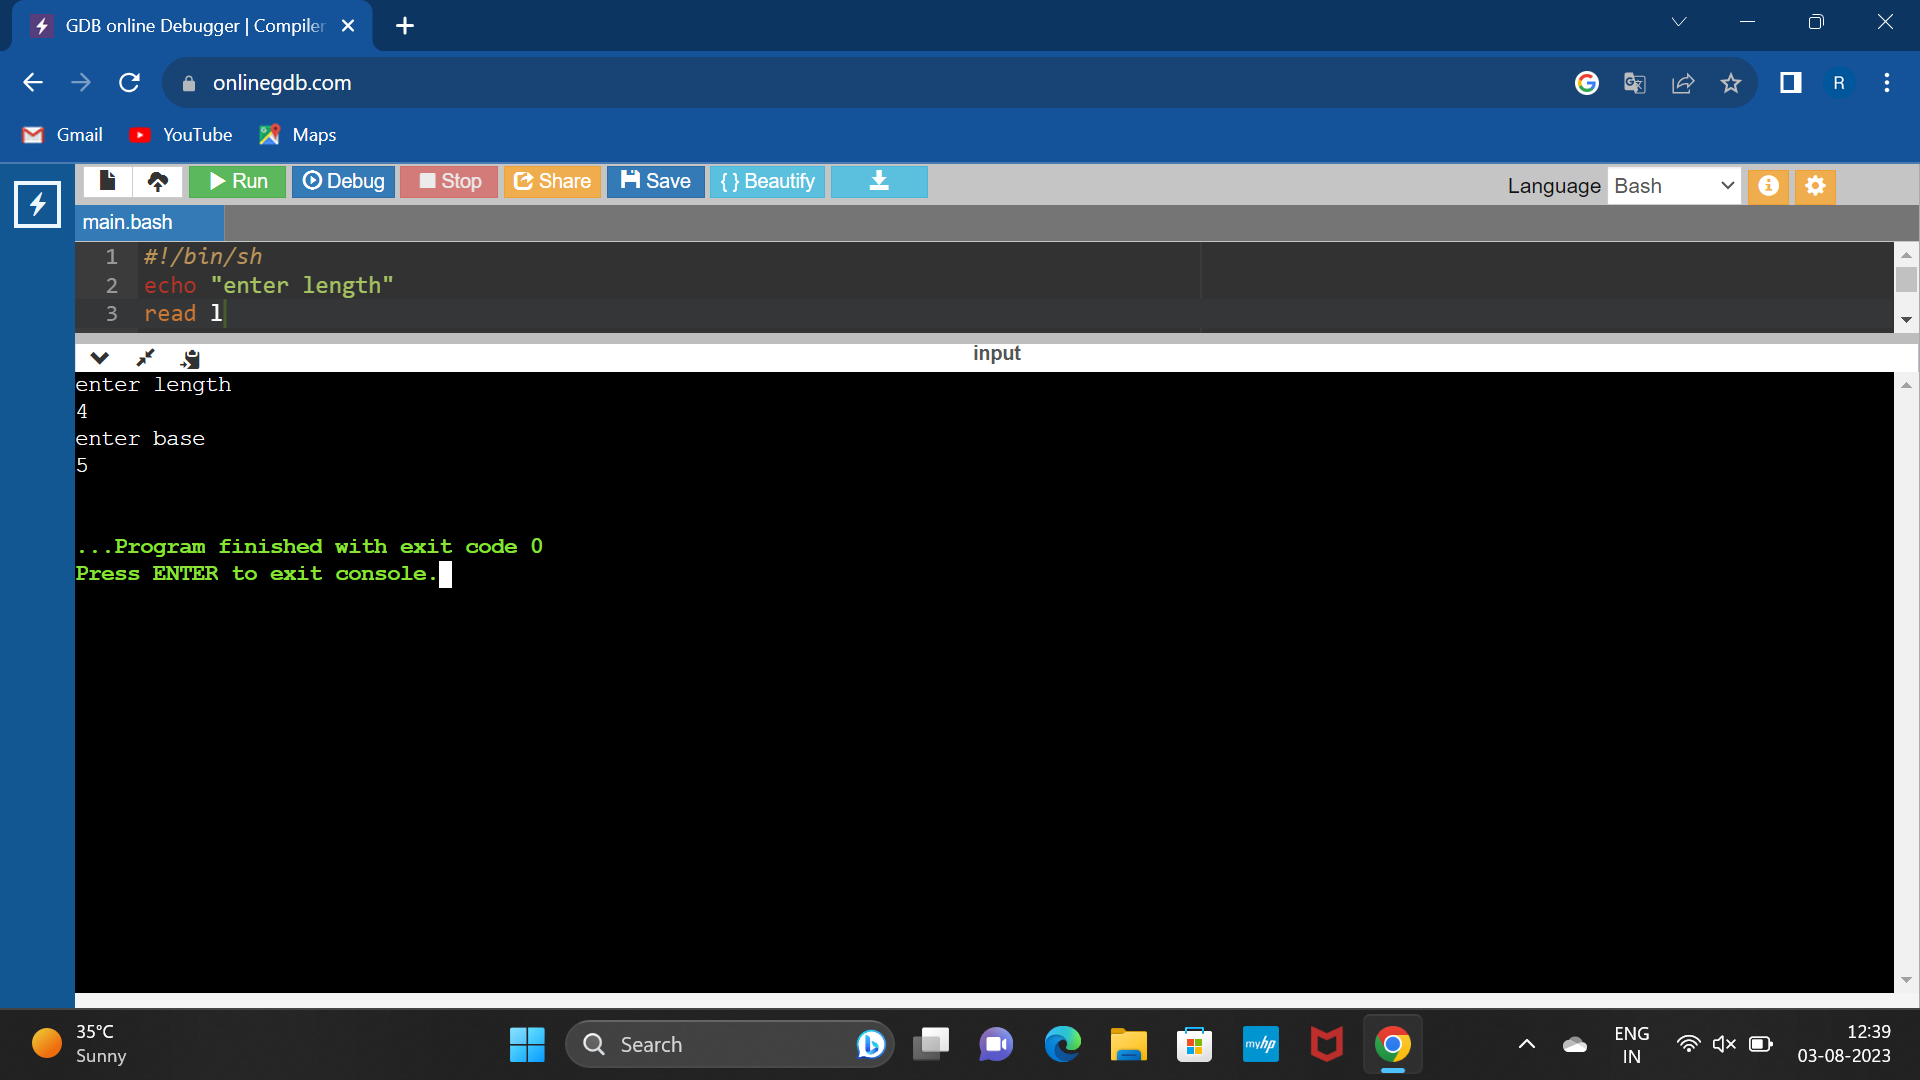 GDB online Debugger | Compiler
onlinegdb.com
R
Gmail YouTube Maps
Run Debug Stop Share Save { } Beautify Language Bash
main.bash
1 #!/bin/sh
2 echo "enter length"
3 read l
input
enter length
4
enter base
5
...Program finished with exit code 0
Press ENTER to exit console.
35°C
Sunny
Search
myhp
ENG
IN
12:39
03-08-2023